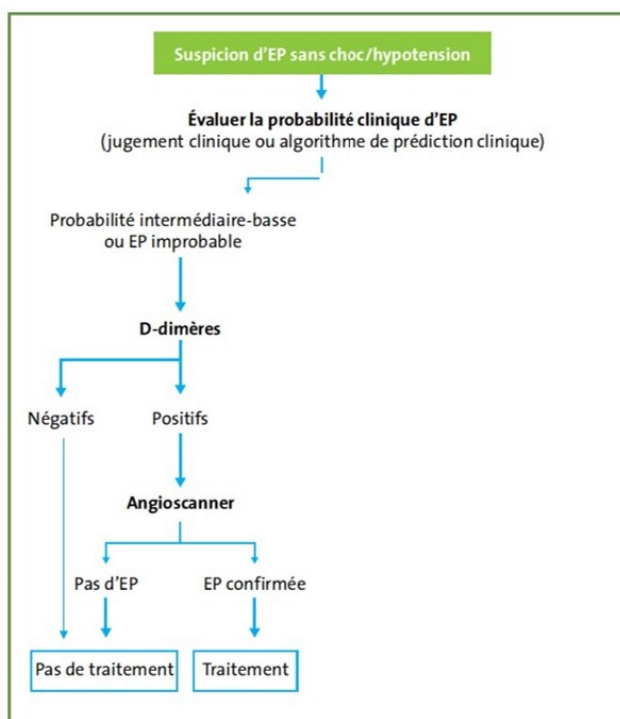 Suspicion d’EP sans choc/hypotension
Évaluer la probabilité clinique d’EP
(jugement clinique ou algorithme de prédiction clinique)
Probabilité intermédiaire-basse
ou EP improbable
D-dimères
Négatifs
Positifs
Angioscanner
Pas d’EP
EP confirmée
Pas de traitement
Traitement